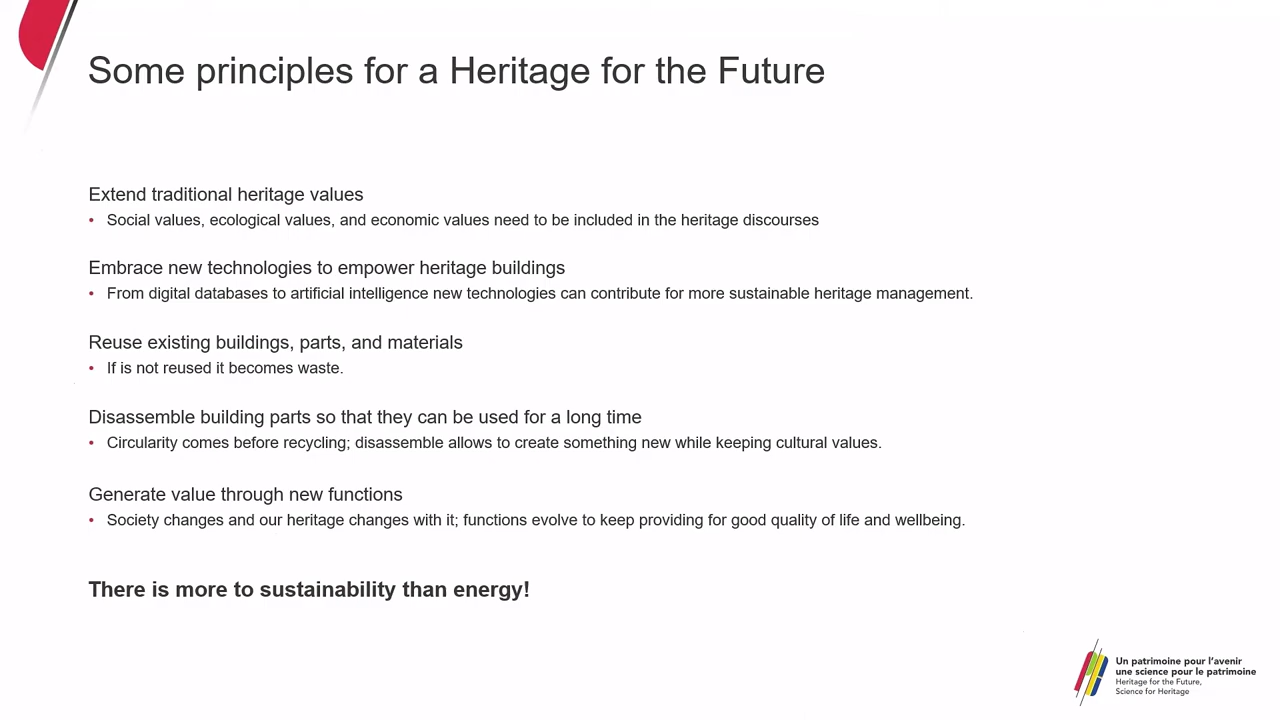 Some principles for a Heritage for the Future
Extend traditional heritage values
• Social values, ecological values, and economic values need to be included in the heritage discourses
Embrace new technologies to empower heritage buildings
• From digital databases to artificial intelligence new technologies can contribute for more sustainable heritage management.
Reuse existing buildings, parts, and materials
• If is not reused it becomes waste.
Disassemble building parts so that they can be used for a long time
• Circularity comes before recycling; disassemble allows to create something new while keeping cultural values.
Generate value through new functions
• Society changes and our heritage changes with it; functions evolve to keep providing for good quality of life and wellbeing.
There is more to sustainability than energy!
Un patrimoine pour l'avenir
une science pour le patrimoine
Heritage for the Future,
Science for Heritage